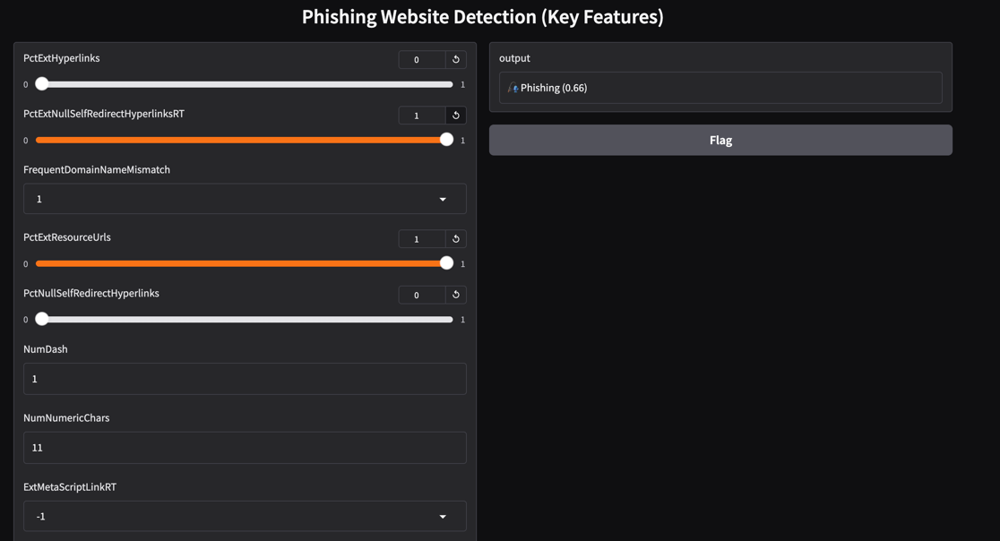 Phishing Website Detection (Key Features)
PctExtHyperlinks
0
0
1
PctExtNullSelfRedirectHyperlinksRT
1
0
1
FrequentDomainNameMismatch
1
PctExtResourceUrls
1
0
1
PctNullSelfRedirectHyperlinks
0
0
1
NumDash
1
NumNumericChars
11
ExtMetaScriptLinkRT
-1
output
Phishing (0.66)
Flag